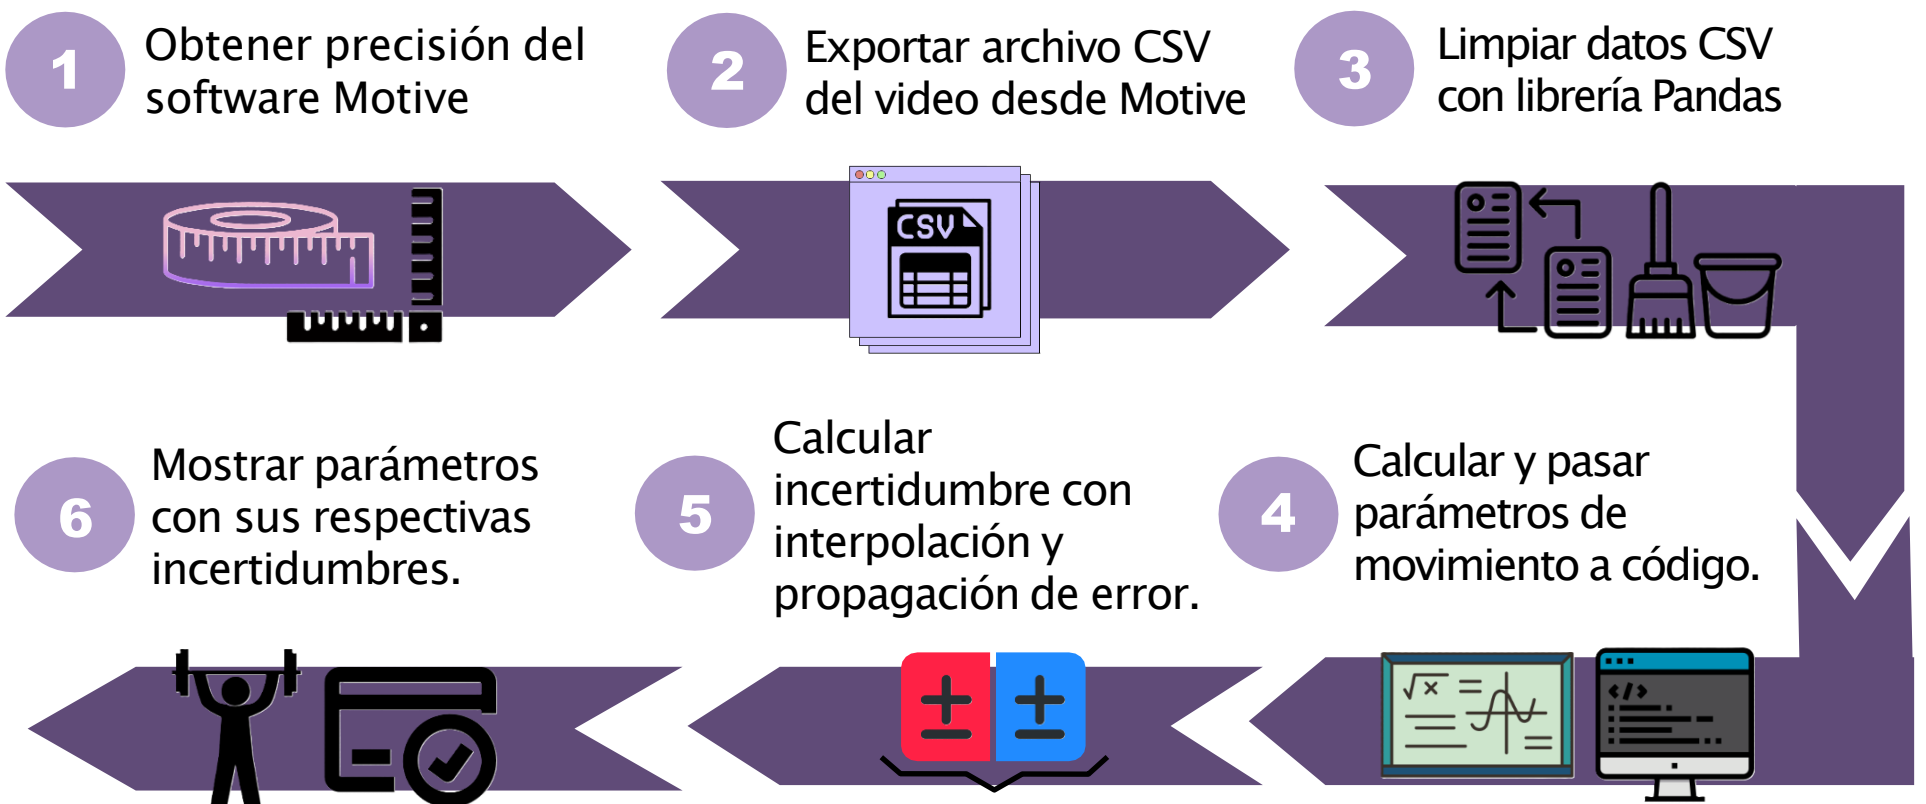 1
Obtener precisión del
software Motive
2
Exportar archivo CSV
del video desde Motive
3
Limpiar datos CSV
con librería Pandas
CSV
4
Calcular y pasar
parámetros de
movimiento a código.
√x =
</>
5
Calcular
incertidumbre con
interpolación y
propagación de error.
± ±
6
Mostrar parámetros
con sus respectivas
incertidumbres.